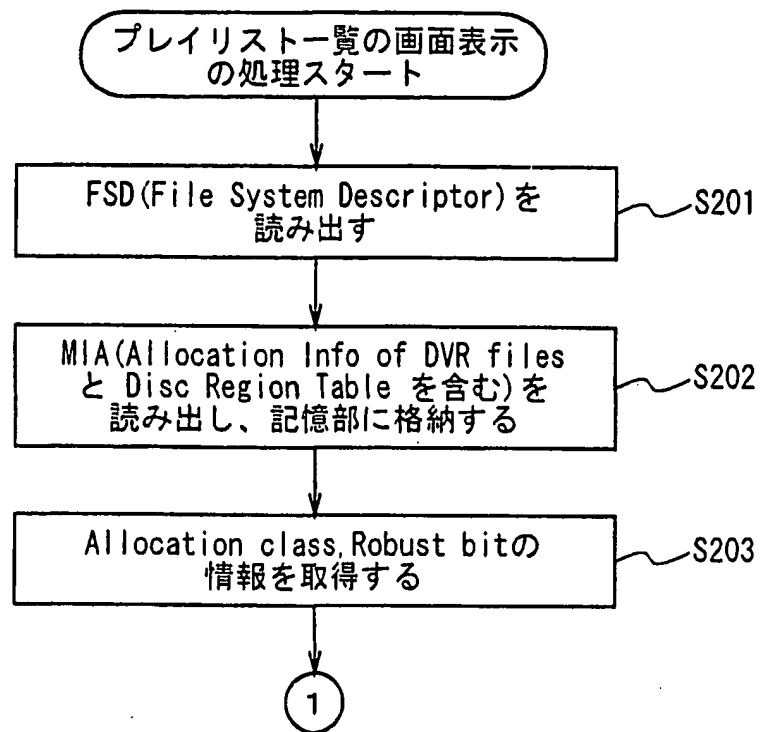 プレイリスト一覧の画面表示
の処理スタート
FSD(File System Descriptor)を
読み出す
S201
MIA(Allocation Info of DVR files
と Disc Region Table を含む)を
読み出し、記憶部に格納する
S202
Allocation class,Robust bitの
情報を取得する
S203
1